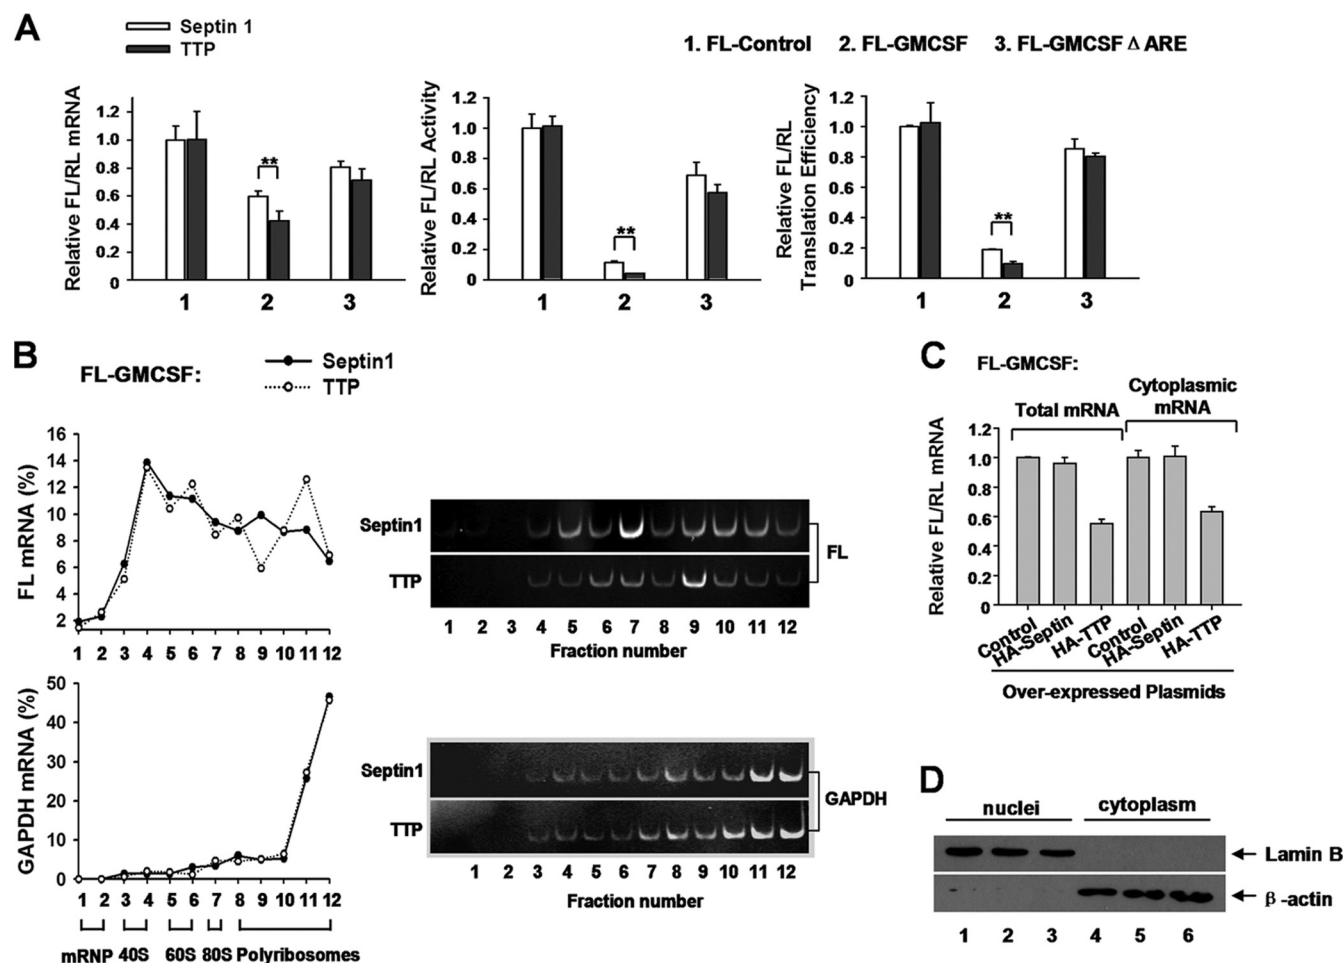 A
Septin 1
TTP
1. FL-Control 2. FL-GMCSF 3. FL-GMCSF Δ ARE
Relative FL/RL mRNA
1.2
1.0
0.8
0.6
0.4
0.2
0
**
1 2 3
Relative FL/RL Activity
1.2
1.0
0.8
0.6
0.4
0.2
0
**
1 2 3
Relative FL/RL
Translation Efficiency
1.2
1.0
0.8
0.6
0.4
0.2
0
**
1 2 3
B
FL-GMCSF:
Septin1
TTP
FL mRNA (%)
16
14
12
10
8
6
4
2
1 2 3 4 5 6 7 8 9 10 11 12
Septin1
TTP
FL
1 2 3 4 5 6 7 8 9 10 11 12
Fraction number
GAPDH mRNA (%)
50
40
30
20
10
0
1 2 3 4 5 6 7 8 9 10 11 12
mRNP 40S 60S 80S Polyribosomes
Septin1
TTP
GAPDH
1 2 3 4 5 6 7 8 9 10 11 12
Fraction number
C
FL-GMCSF:
Total mRNA
Cytoplasmic
mRNA
Relative FL/RL mRNA
1.2
1.0
0.8
0.6
0.4
0.2
0
Control
HA-Septin
HA-TTP
Control
HA-Septin
HA-TTP
Over-expressed Plasmids
D
nuclei cytoplasm
Lamin B
β-actin
1 2 3 4 5 6